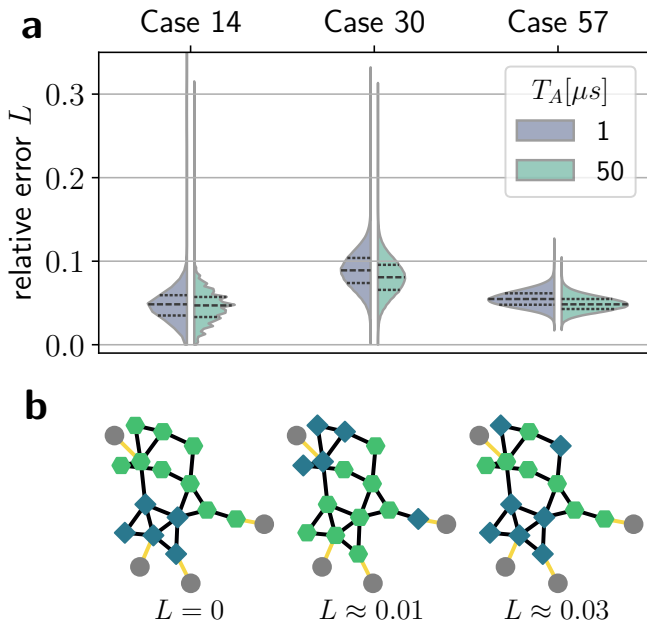 a
Case 14 Case 30 Case 57
relative error L
0.3
0.2
0.1
0.0
T_A[μs]
1
50
b
L = 0 L ≈ 0.01 L ≈ 0.03